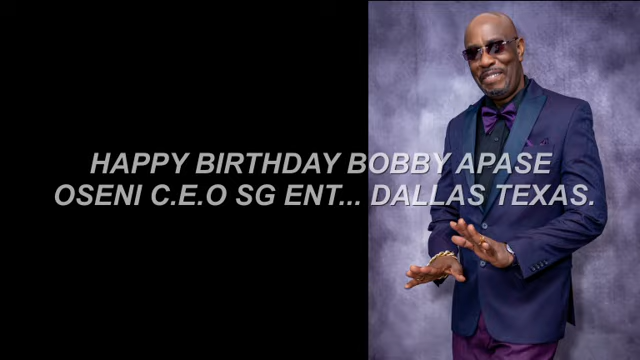 HAPPY BIRTHDAY BOBBY APASE
OSENI C.E.O SG ENT... DALLAS TEXAS.